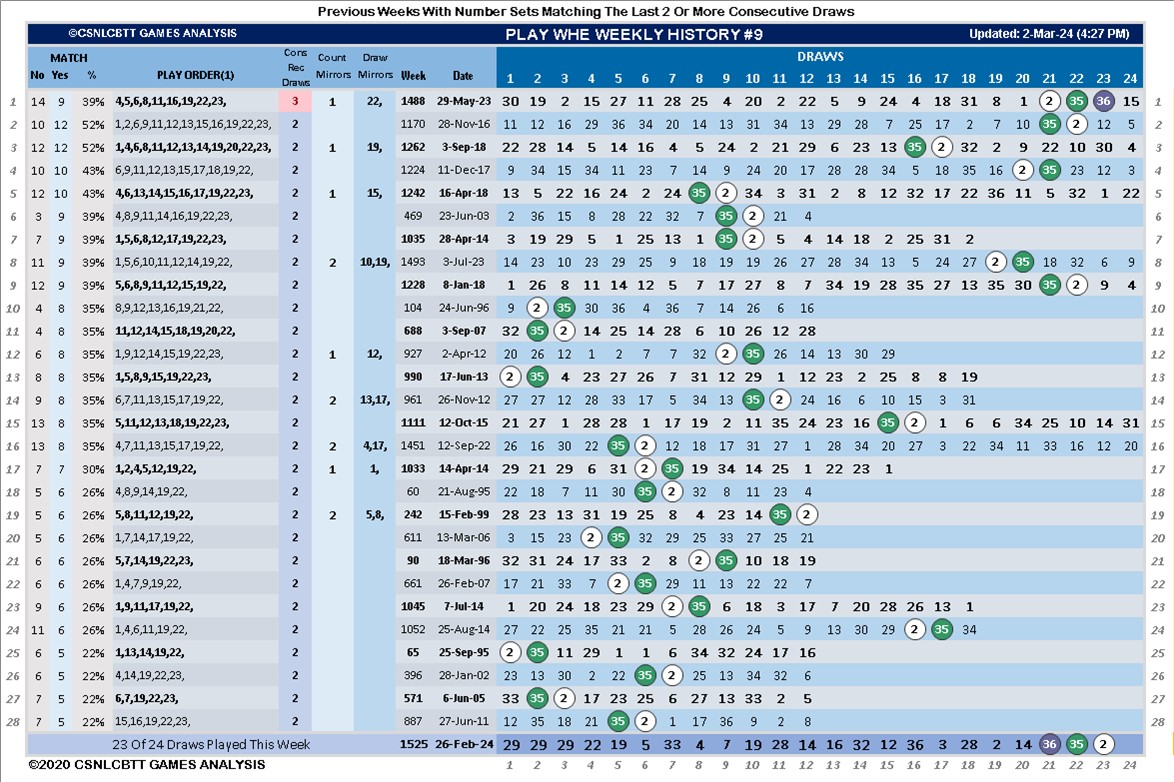 Previous Weeks With Number Sets Matching The Last 2 Or More Consecutive Draws
©CSNLCBTT GAMES ANALYSIS PLAY WHE WEEKLY HISTORY #9 Updated: 2-Mar-24 (4:27 PM)
MATCH Cons Rec Draws Count Mirrors Draw Mirrors DRAWS
No Yes % PLAY ORDER(1) Week Date 1 2 3 4 5 6 7 8 9 10 11 12 13 14 15 16 17 18 19 20 21 22 23 24
1 14 9 39% 4,5,6,8,11,16,19,22,23, 3 1 22, 1488 29-May-23 30 19 2 15 27 11 28 25 4 20 2 22 5 9 24 4 18 31 8 1 2 35 36 15 1
2 10 12 52% 1,2,6,9,11,12,13,15,16,19,22,23, 2 1170 28-Nov-16 11 12 16 29 36 34 20 14 13 31 34 13 29 28 7 25 17 2 7 10 35 2 12 5 2
3 12 12 52% 1,4,6,8,11,12,13,14,19,20,22,23, 2 1 19, 1262 3-Sep-18 22 28 14 5 14 16 4 5 24 2 21 29 6 23 13 35 2 32 2 9 22 10 30 4 3
4 10 10 43% 6,9,11,12,13,15,17,18,19,22, 2 1224 11-Dec-17 9 34 15 34 11 23 7 14 9 24 20 17 28 28 34 5 18 35 16 2 35 23 12 3 4
5 12 10 43% 4,6,13,14,15,16,17,19,22,23, 2 1 15, 1242 16-Apr-18 13 5 22 16 24 2 24 35 2 34 3 31 2 8 12 32 17 22 36 11 5 32 1 22 5
6 3 9 39% 4,8,9,11,14,16,19,22,23, 2 469 23-Jun-03 2 36 15 8 28 22 32 7 35 2 21 4 6
7 7 9 39% 1,5,6,8,12,17,19,22,23, 2 1035 28-Apr-14 3 19 29 5 1 25 13 1 35 2 5 4 14 18 2 25 31 2 7
8 11 9 39% 1,5,6,10,11,12,14,19,22, 2 2 10,19, 1493 3-Jul-23 14 23 10 23 29 25 9 18 19 19 26 27 28 34 13 5 24 27 2 35 18 32 6 9 8
9 12 9 39% 5,6,8,9,11,12,15,19,22, 2 1228 8-Jan-18 1 26 8 11 14 12 5 7 17 27 8 7 34 19 28 35 27 13 35 30 35 2 9 4 9
10 4 8 35% 8,9,12,13,16,19,21,22, 2 104 24-Jun-96 9 2 35 30 36 4 36 7 14 26 6 16 10
11 4 8 35% 11,12,14,15,18,19,20,22, 2 688 3-Sep-07 32 35 2 14 25 14 28 6 10 26 12 28 11
12 6 8 35% 1,9,12,14,15,19,22,23, 2 1 12, 927 2-Apr-12 20 26 12 1 2 7 7 32 2 35 26 14 13 30 29 12
13 8 8 35% 1,5,8,9,15,19,22,23, 2 990 17-Jun-13 2 35 4 23 27 26 7 31 12 29 1 12 23 2 25 8 8 19 13
14 9 8 35% 6,7,11,13,15,17,19,22, 2 2 13,17, 961 26-Nov-12 27 27 12 28 33 17 5 34 13 35 2 24 16 6 10 15 3 31 14
15 13 8 35% 5,11,12,13,18,19,22,23, 2 1111 12-Oct-15 21 27 1 28 28 1 17 19 2 11 35 24 23 16 35 2 1 6 6 34 25 10 14 31 15
16 13 8 35% 4,7,11,13,15,17,19,22, 2 2 4,17, 1451 12-Sep-22 26 16 30 22 35 2 12 18 17 31 27 1 28 34 20 27 3 22 34 11 33 16 12 20 16
17 7 7 30% 1,2,4,5,12,19,22, 2 1 1, 1033 14-Apr-14 29 21 29 6 31 2 35 19 34 14 25 1 22 23 1 17
18 5 6 26% 4,8,9,14,19,22, 2 60 21-Aug-95 22 18 7 11 30 35 2 32 8 11 23 4 18
19 5 6 26% 5,8,11,12,19,22, 2 2 5,8, 242 15-Feb-99 28 23 13 31 19 25 8 4 23 14 35 2 19
20 5 6 26% 1,7,14,17,19,22, 2 611 13-Mar-06 3 15 23 2 35 32 29 25 33 27 25 21 20
21 6 6 26% 5,7,14,19,22,23, 2 90 18-Mar-96 32 31 24 17 33 2 8 2 35 10 18 19 21
22 6 6 26% 1,4,7,9,19,22, 2 661 26-Feb-07 17 21 33 7 2 35 29 11 13 22 22 7 22
23 9 6 26% 1,9,11,17,19,22, 2 1045 7-Jul-14 1 20 24 18 23 29 2 35 6 18 3 17 7 20 28 26 13 1 23
24 11 6 26% 1,4,6,11,19,22, 2 1052 25-Aug-14 27 22 25 35 21 21 5 28 26 24 5 9 13 30 29 2 35 34 24
25 6 5 22% 1,13,14,19,22, 2 65 25-Sep-95 2 35 11 29 1 1 6 34 32 24 17 16 25
26 6 5 22% 4,14,19,22,23, 2 396 28-Jan-02 23 13 30 2 22 35 2 25 13 34 32 6 26
27 7 5 22% 6,7,19,22,23, 2 571 6-Jun-05 33 35 2 17 23 25 6 27 13 33 2 5 27
28 7 5 22% 15,16,19,22,23, 2 887 27-Jun-11 12 35 18 21 35 2 1 17 36 9 2 8 28
23 Of 24 Draws Played This Week 1525 26-Feb-24 29 29 29 22 19 5 33 4 7 19 28 14 16 32 12 36 3 28 2 14 36 35 2
©2020 CSNLCBTT GAMES ANALYSIS 1 2 3 4 5 6 7 8 9 10 11 12 13 14 15 16 17 18 19 20 21 22 23 24